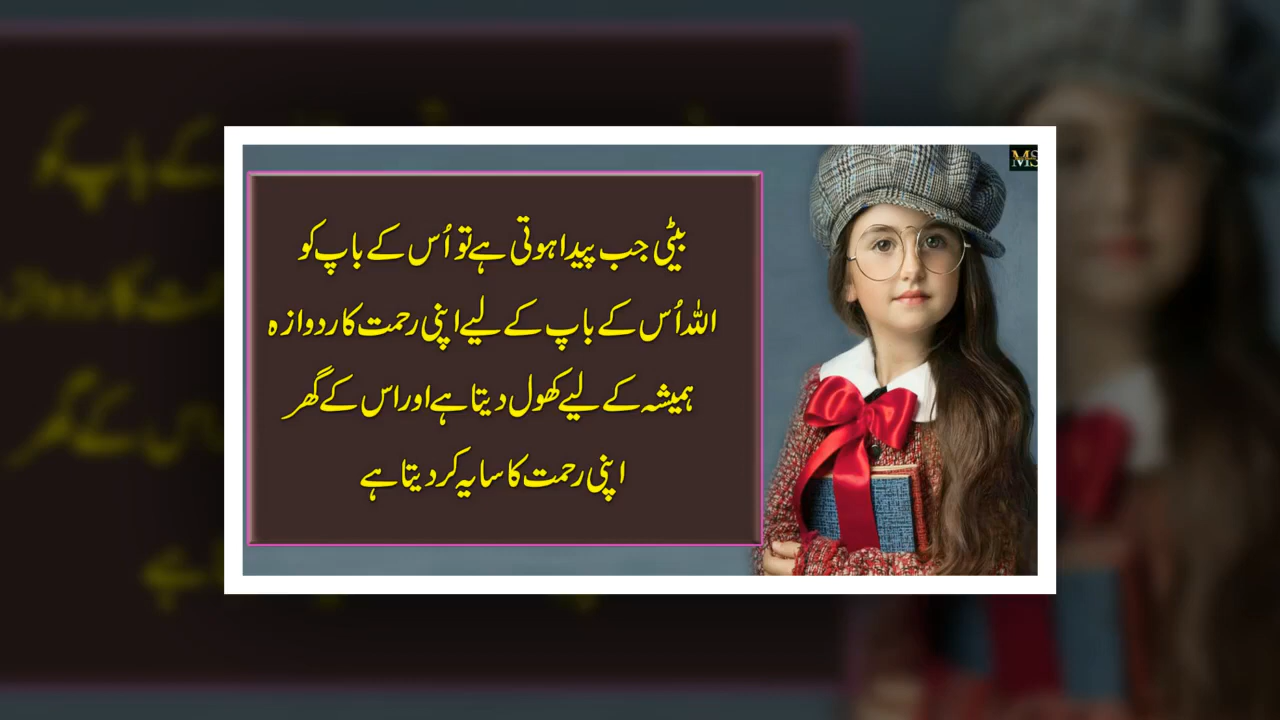 بیٹی جب پیدا ہوتی ہے تو اُس کے باپ کو
اللہ اُس کے باپ کے لیے اپنی رحمت کا ردوازہ
ہمیشہ کے لیے کھول دیتا ہے اور اس کے گھر
اپنی رحمت کا سایہ کر دیتا ہے
MS